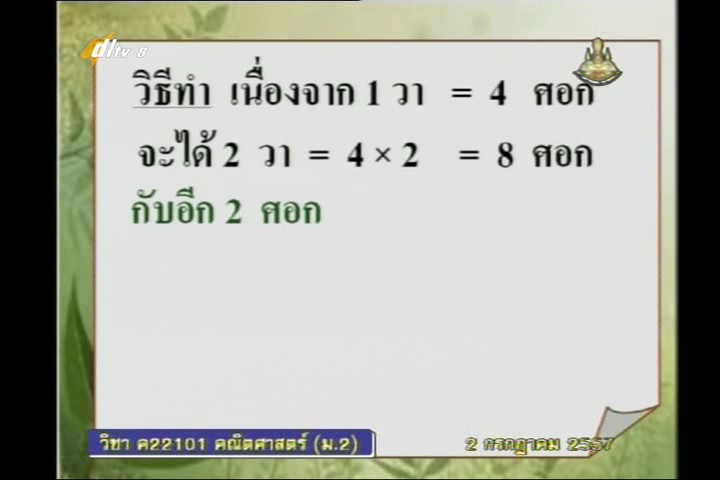 dltv 8
วิธีทำ เนื่องจาก 1 วา = 4 ศอก
จะได้ 2 วา = 4 × 2 = 8 ศอก
กับอีก 2 ศอก
วิชา ค22101 คณิตศาสตร์ (ม.2)
2 กรกฎาคม 2557